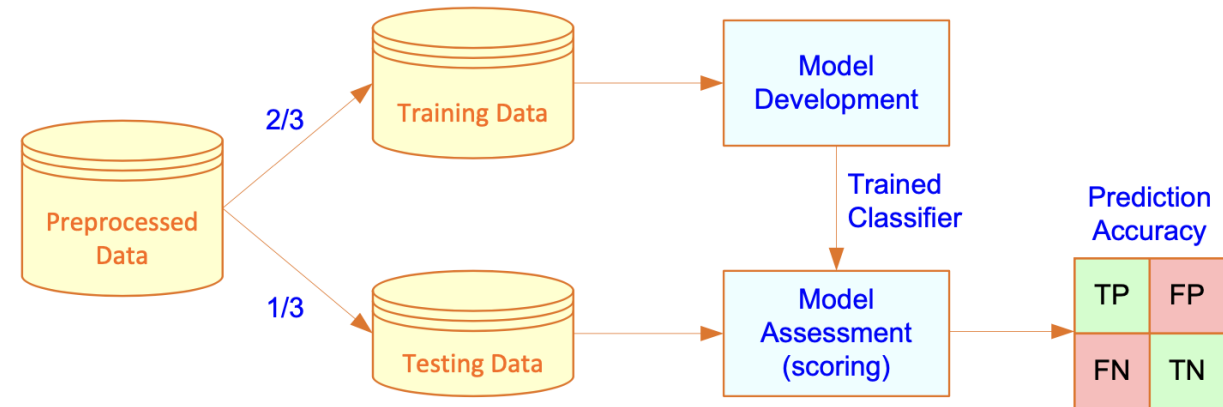 Preprocessed
Data
2/3
1/3
Training Data
Testing Data
Model
Development
Trained
Classifier
Model
Assessment
(scoring)
Prediction
Accuracy
TP FP
FN TN